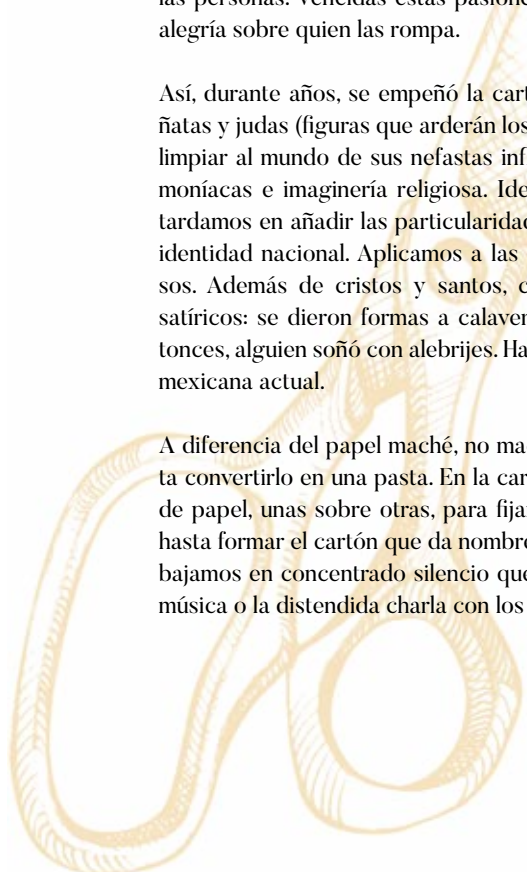 las personas. Vencidas estas pasion
alegría sobre quien las rompa.
Así, durante años, se empeñó la cart
ñatas y judas (figuras que arderán los
limpiar al mundo de sus nefastas inf
moníacas e imaginería religiosa. Ide
tardamos en añadir las particularidad
identidad nacional. Aplicamos a las
sos. Además de cristos y santos, c
satíricos: se dieron formas a calaver
tonces, alguien soñó con alebrijes. Ha
mexicana actual.
A diferencia del papel maché, no ma
ta convertirlo en una pasta. En la car
de papel, unas sobre otras, para fija
hasta formar el cartón que da nombre
bajamos en concentrado silencio que
música o la distendida charla con los